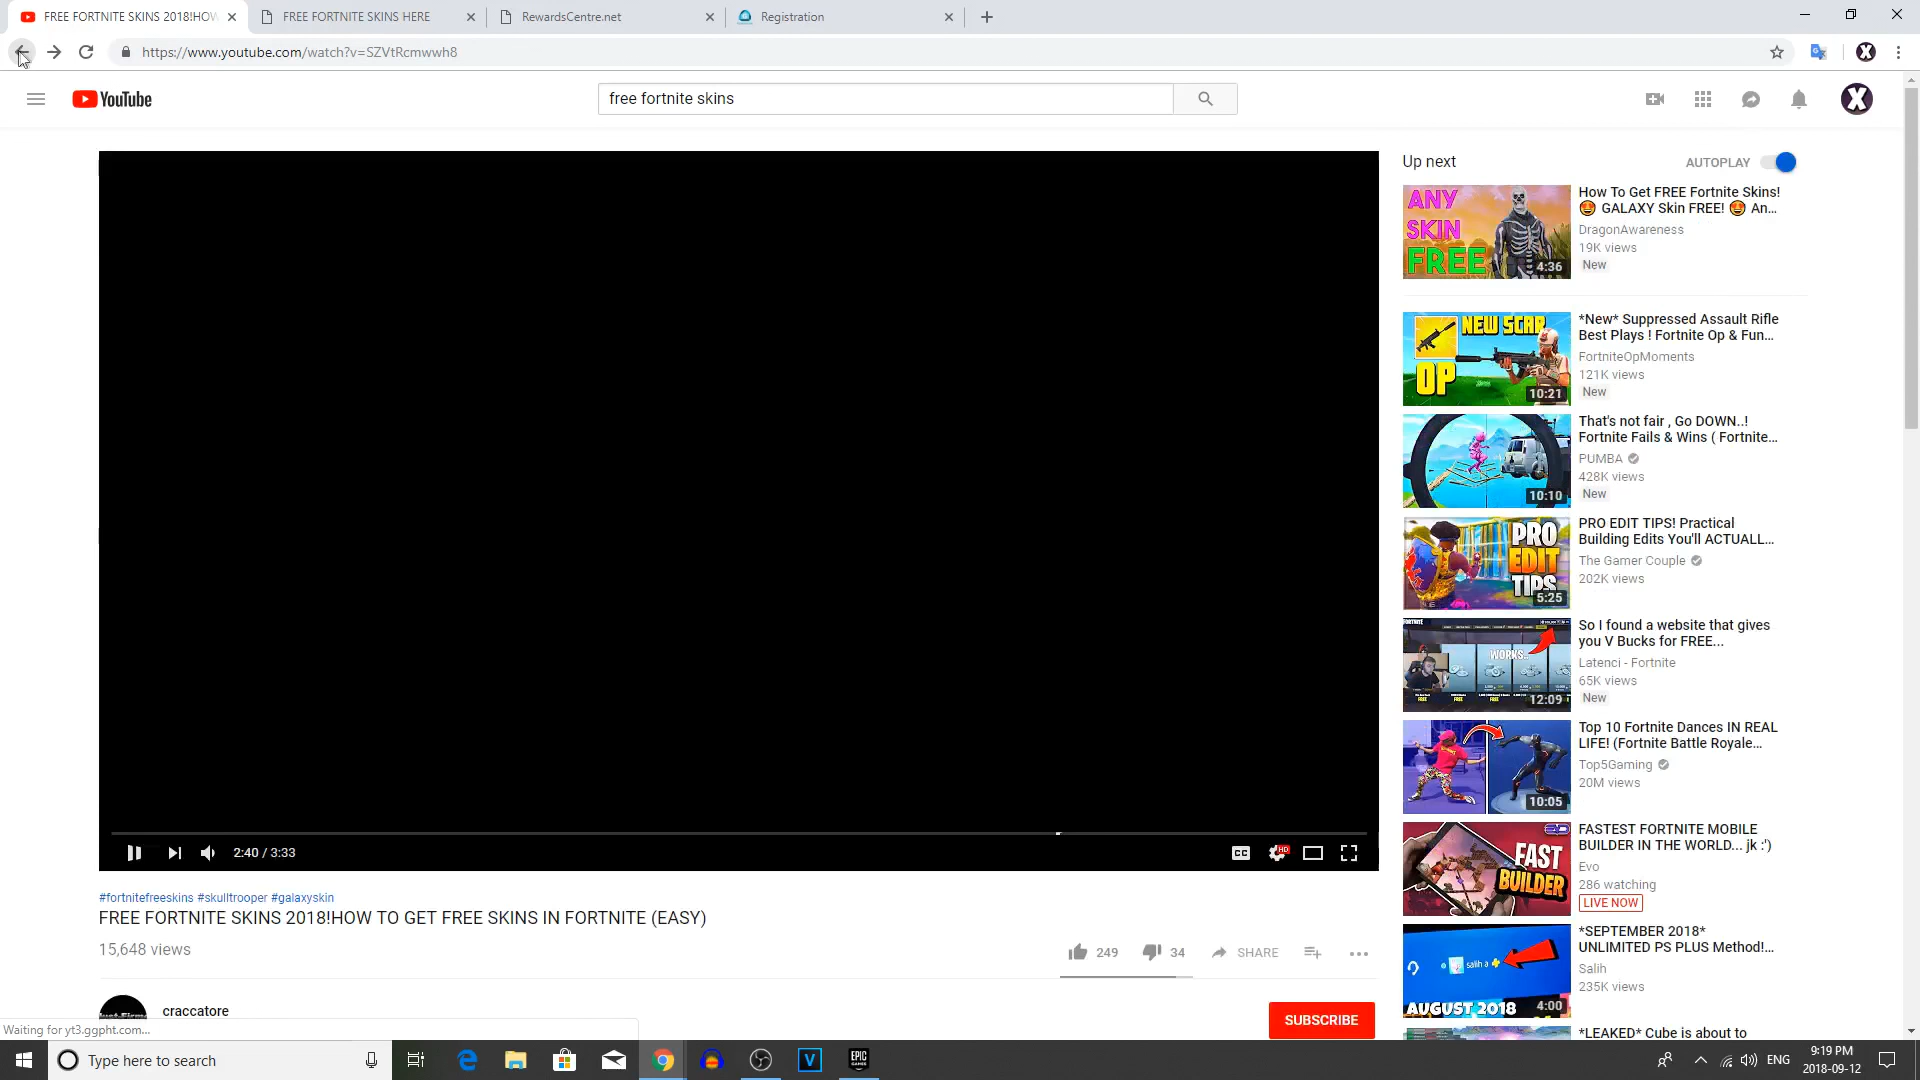 FREE FORTNITE SKINS 2018!HOW
FREE FORTNITE SKINS HERE
RewardsCentre.net
Registration
https://www.youtube.com/watch?v=SZVtRcmwwh8
YouTube
free fortnite skins
X
Up next
AUTOPLAY
ANY
SKIN
FREE
4:36
How To Get FREE Fortnite Skins!
🤩 GALAXY Skin FREE! 🤩 An...
DragonAwareness
19K views
New
NEW SCAR
OP
10:21
*New* Suppressed Assault Rifle
Best Plays ! Fortnite Op & Fun...
FortniteOpMoments
121K views
New
10:10
That's not fair , Go DOWN..!
Fortnite Fails & Wins ( Fortnite...
PUMBA
428K views
New
PRO
EDIT
TIPS
5:25
PRO EDIT TIPS! Practical
Building Edits You'll ACTUALL...
The Gamer Couple
202K views
WORKS..
12:09
So I found a website that gives
you V Bucks for FREE...
Latenci - Fortnite
65K views
New
10:05
Top 10 Fortnite Dances IN REAL
LIFE! (Fortnite Battle Royale...
Top5Gaming
20M views
FAST
BUILDER
FASTEST FORTNITE MOBILE
BUILDER IN THE WORLD... jk :')
Evo
286 watching
LIVE NOW
salih a
AUGUST 2018
4:00
*SEPTEMBER 2018*
UNLIMITED PS PLUS Method!...
Salih
235K views
*LEAKED* Cube is about to
2:40 / 3:33
CC
HD
#fortnitefreeskins #skulltrooper #galaxyskin
FREE FORTNITE SKINS 2018!HOW TO GET FREE SKINS IN FORTNITE (EASY)
15,648 views
249
34
SHARE
craccatore
SUBSCRIBE
Waiting for yt3.ggpht.com...
Type here to search
V
EPIC
GAMES
ENG
9:19 PM
2018-09-12